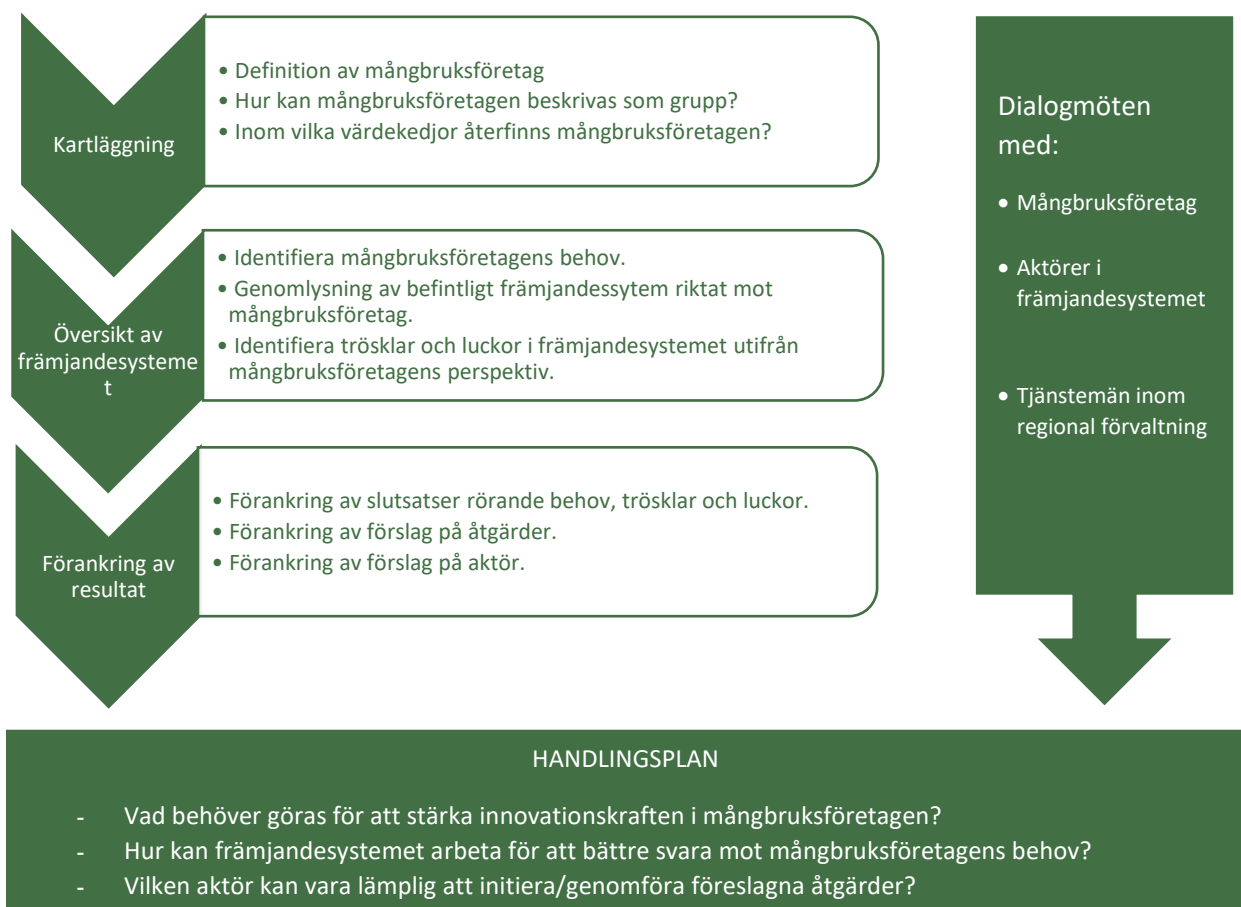 Kartläggning
• Definition av mångbruksföretag
• Hur kan mångbruksföretagen beskrivas som grupp?
• Inom vilka värdekedjor återfinns mångbruksföretagen?
Översikt av
främjandesysteme
t
• Identifiera mångbruksföretagens behov.
• Genomlysning av befintligt främjandessytem riktat mot
mångbruksföretag.
• Identifiera trösklar och luckor i främjandesystemet utifrån
mångbruksföretagens perspektiv.
Förankring av
resultat
• Förankring av slutsatser rörande behov, trösklar och luckor.
• Förankring av förslag på åtgärder.
• Förankring av förslag på aktör.
Dialogmöten
med:
• Mångbruksföretag
• Aktörer i
främjandesystemet
• Tjänstemän inom
regional förvaltning
HANDLINGSPLAN
- Vad behöver göras för att stärka innovationskraften i mångbruksföretagen?
- Hur kan främjandesystemet arbeta för att bättre svara mot mångbruksföretagens behov?
- Vilken aktör kan vara lämplig att initiera/genomföra föreslagna åtgärder?